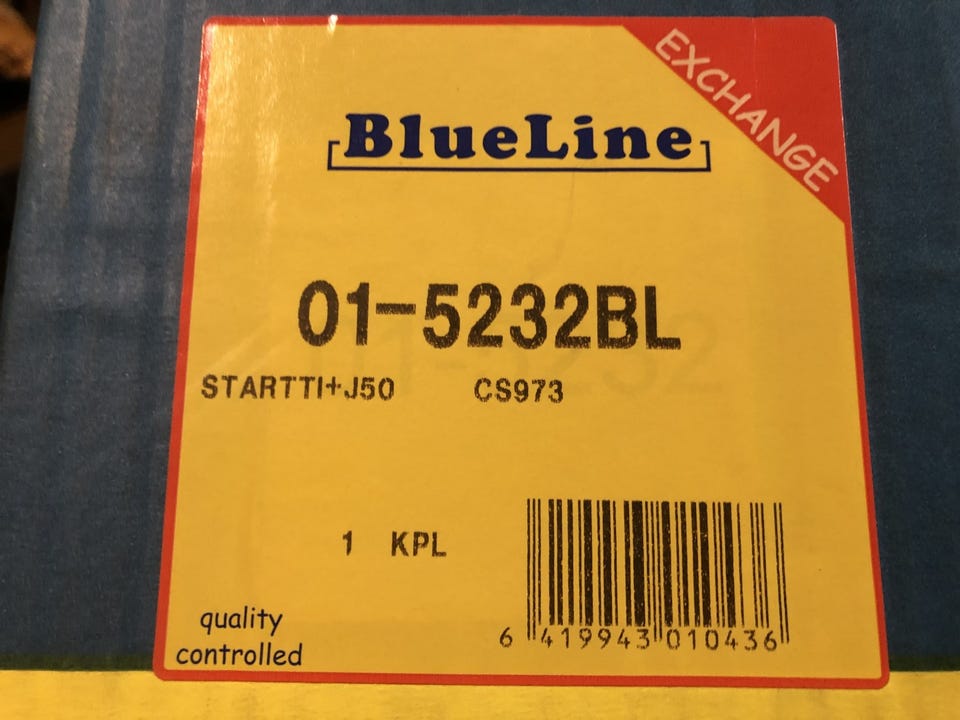 EXCHANGE
BlueLine
01-5232BL
STARTTI+J50 CS973
1 KPL
6 419943 010436
quality
controlled